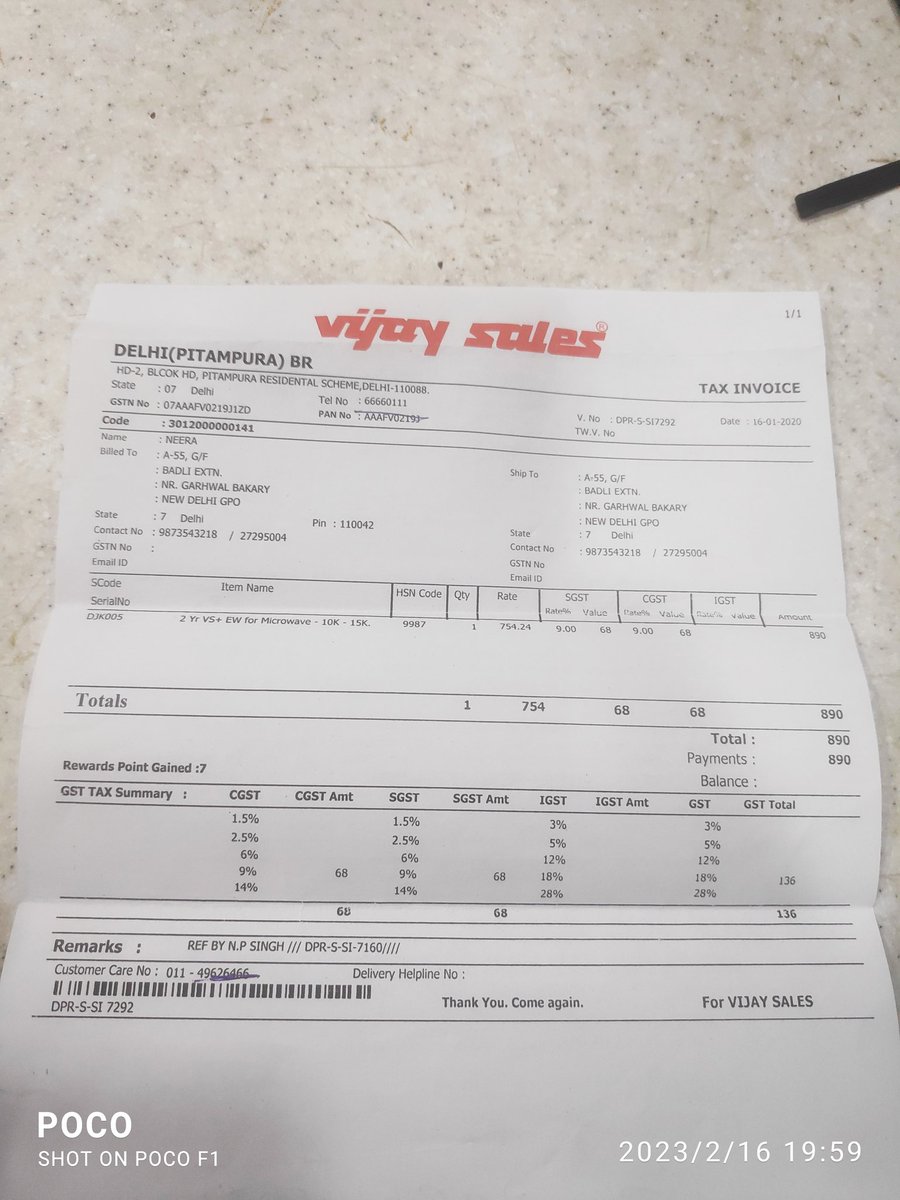 vijay sales®
1/1
DELHI(PITAMPURA) BR
HD-2, BLCOK HD, PITAMPURA RESIDENTAL SCHEME,DELHI-110088.
TAX INVOICE
State : 07 Delhi
GSTN No : 07AAAFV0219J1ZD Tel No : 66660111
PAN No : AAAFV0219J
V. No : DPR-S-SI7292 Date : 16-01-2020
TW.V. No
Code : 3012000000141
Name : NEERA
Billed To : A-55, G/F
: BADLI EXTN.
: NR. GARHWAL BAKARY
: NEW DELHI GPO
State : 7 Delhi Pin : 110042
Contact No : 9873543218 / 27295004
GSTN No :
Email ID
Ship To : A-55, G/F
: BADLI EXTN.
: NR. GARHWAL BAKARY
: NEW DELHI GPO
State : 7 Delhi
Contact No : 9873543218 / 27295004
GSTN No
Email ID
SCode Item Name HSN Code Qty Rate SGST CGST IGST
SerialNo Rate% Value Rate% Value Rate% Value Amount
DJK005 2 Yr VS+ EW for Microwave - 10K - 15K. 9987 1 754.24 9.00 68 9.00 68 890
Totals 1 754 68 68 890
Total : 890
Payments : 890
Balance :
Rewards Point Gained :7
GST TAX Summary : CGST CGST Amt SGST SGST Amt IGST IGST Amt GST GST Total
1.5% 1.5% 3% 3%
2.5% 2.5% 5% 5%
6% 6% 12% 12%
9% 68 9% 68 18% 18% 136
14% 14% 28% 28%
68 68 136
Remarks : REF BY N.P SINGH /// DPR-S-SI-7160////
Customer Care No : 011 - 49626466 Delivery Helpline No :
DPR-S-SI 7292 Thank You. Come again. For VIJAY SALES
POCO
SHOT ON POCO F1
2023/2/16 19:59